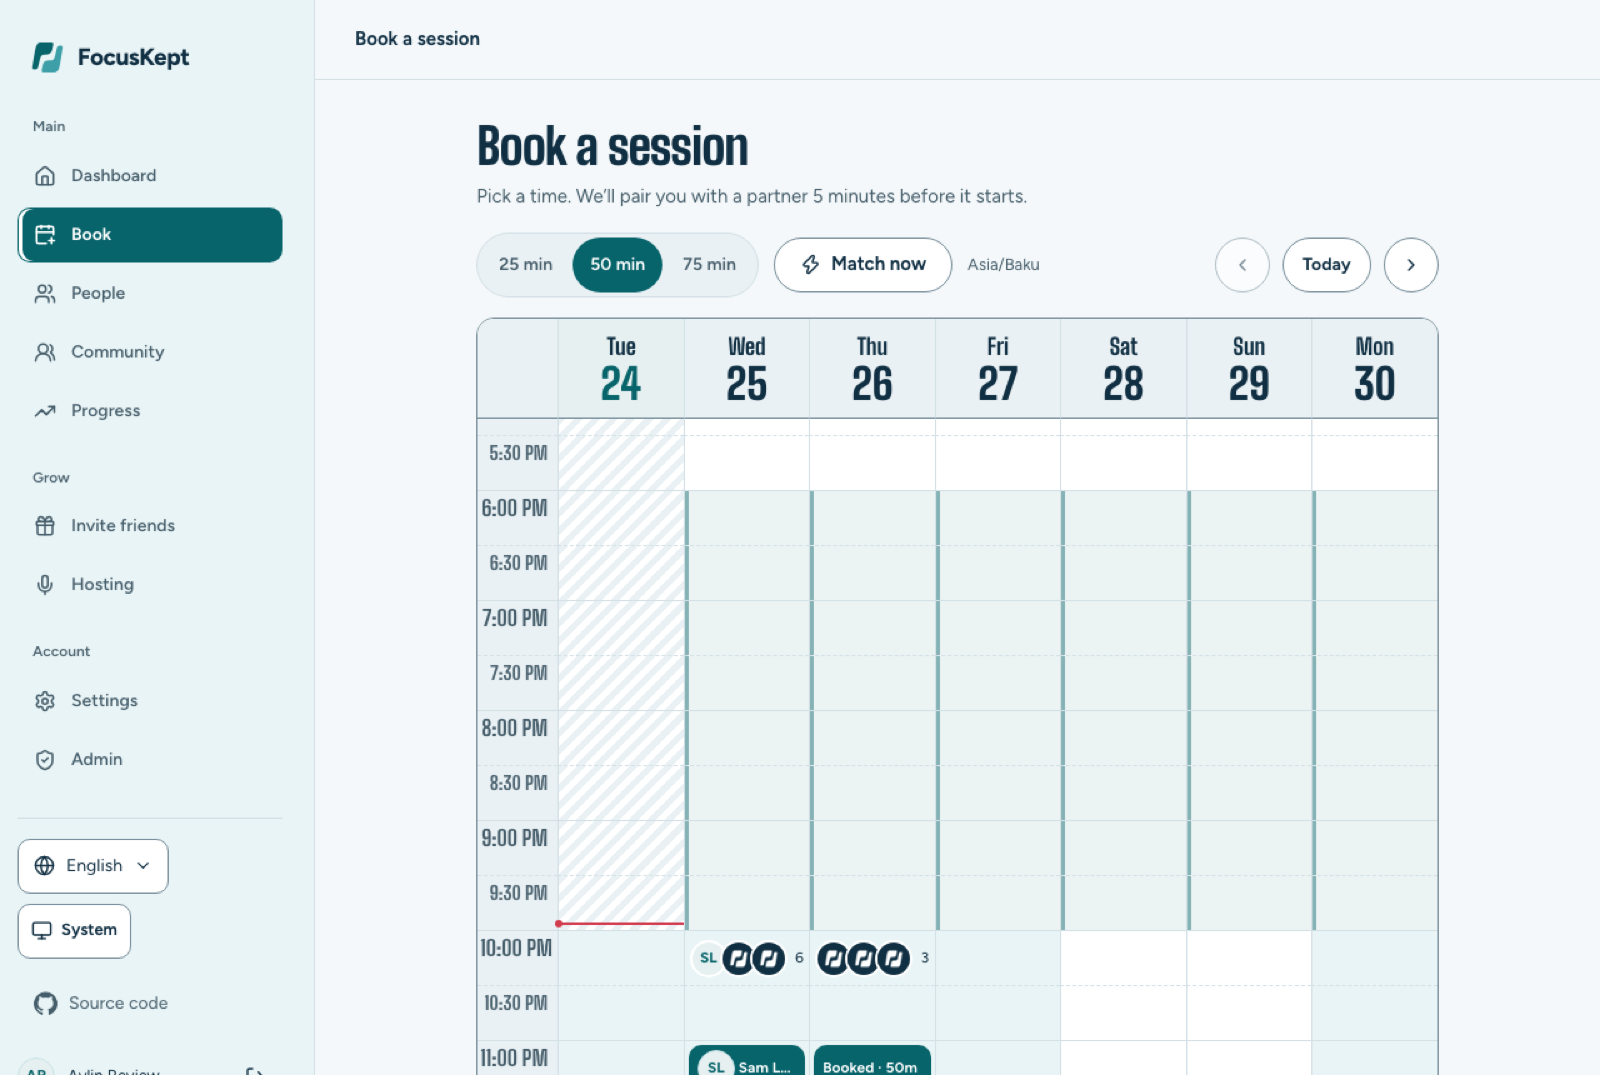 FocusKept
Main
Dashboard
Book
People
Community
Progress
Grow
Invite friends
Hosting
Account
Settings
Admin
English
System
Source code
Book a session
Book a session
Pick a time. We'll pair you with a partner 5 minutes before it starts.
25 min 50 min 75 min Match now Asia/Baku Today
Tue Wed Thu Fri Sat Sun Mon
24 25 26 27 28 29 30
5:30 PM
6:00 PM
6:30 PM
7:00 PM
7:30 PM
8:00 PM
8:30 PM
9:00 PM
9:30 PM
10:00 PM SL 6 3
10:30 PM
11:00 PM SL Sam L... Booked · 50m